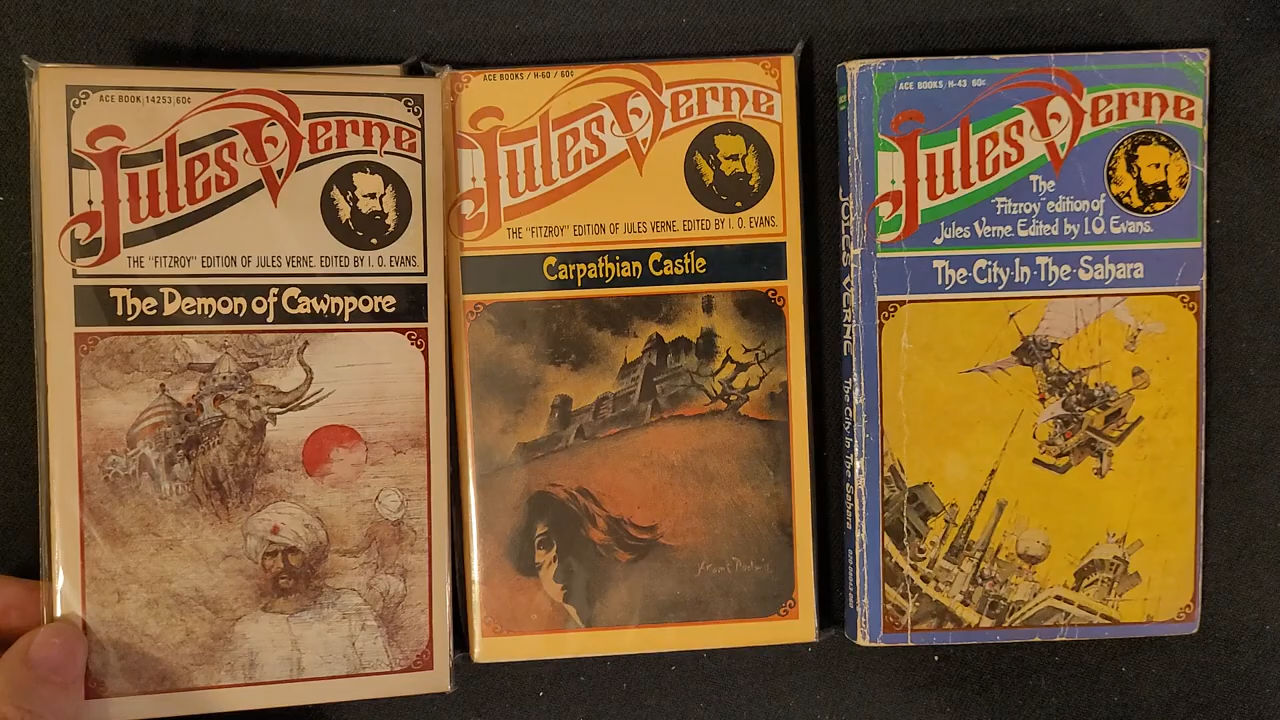 ACE BOOK 14253 60¢
Jules Verne
THE "FITZROY" EDITION OF JULES VERNE. EDITED BY I. O. EVANS.
The Demon of Cawnpore
ACE BOOKS / H-60 / 60¢
Jules Verne
THE "FITZROY" EDITION OF JULES VERNE. EDITED BY I. O. EVANS.
Carpathian Castle
JULES VERNE The·City·In·The·Sahara
ACE BOOKS/H-43 60¢
Jules Verne
The
"Fitzroy" edition of
Jules Verne. Edited by I.O. Evans.
The·City·In·The·Sahara